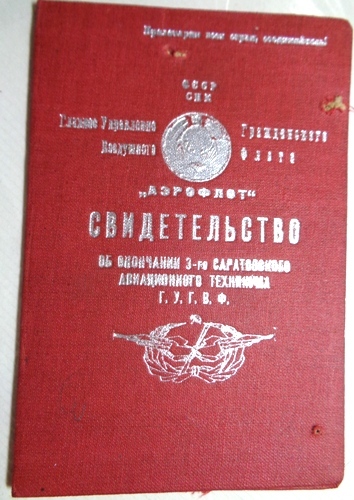 Пролетарии всех стран, соединяйтесь!
СССР
СНК
Главное Управление Гражданского
Воздушного Флота
„АЭРОФЛОТ“
СВИДЕТЕЛЬСТВО
ОБ ОКОНЧАНИИ 3-го САРАТОВСКОГО
АВИАЦИОННОГО ТЕХНИКУМА
Г. У. Г. В. Ф.